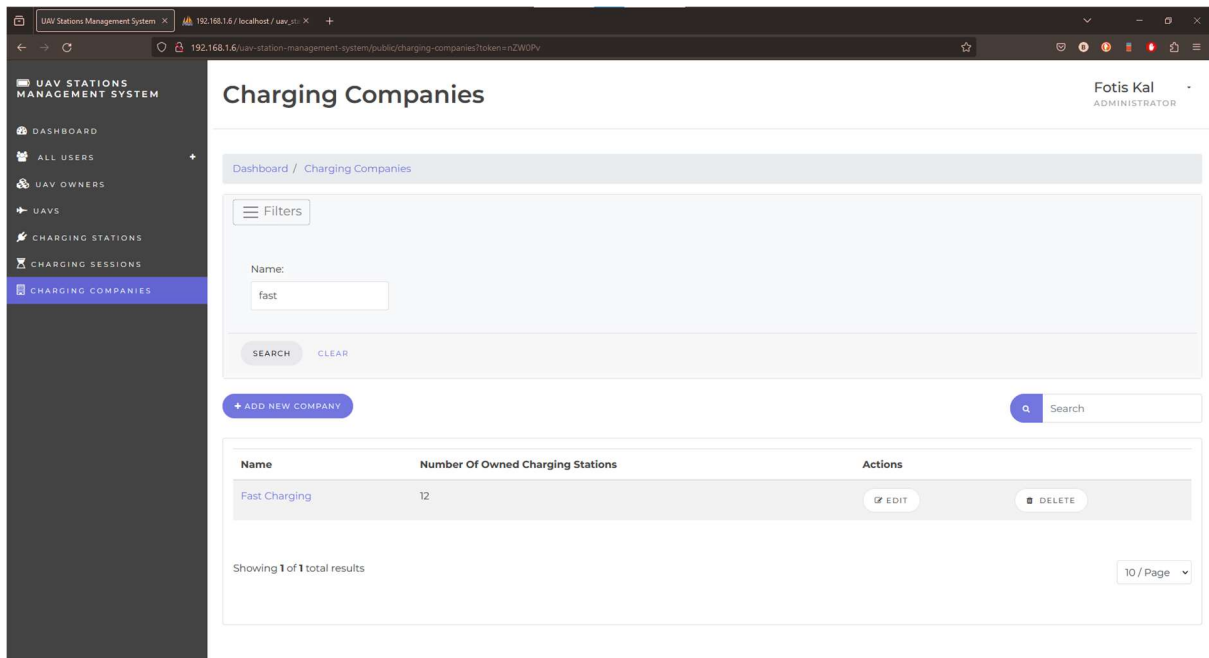 UAV Stations Management System
192.168.1.6 / localhost / uav_st
192.168.1.6/uav-station-management-system/public/charging-companies?token=nZW0Pv
UAV STATIONS
MANAGEMENT SYSTEM
DASHBOARD
ALL USERS +
UAV OWNERS
UAVS
CHARGING STATIONS
CHARGING SESSIONS
CHARGING COMPANIES
Charging Companies
Fotis Kal
ADMINISTRATOR
Dashboard / Charging Companies
Filters
Name:
fast
SEARCH CLEAR
+ ADD NEW COMPANY
Search
Name Number Of Owned Charging Stations Actions
Fast Charging 12 EDIT DELETE
Showing 1 of 1 total results
10 / Page